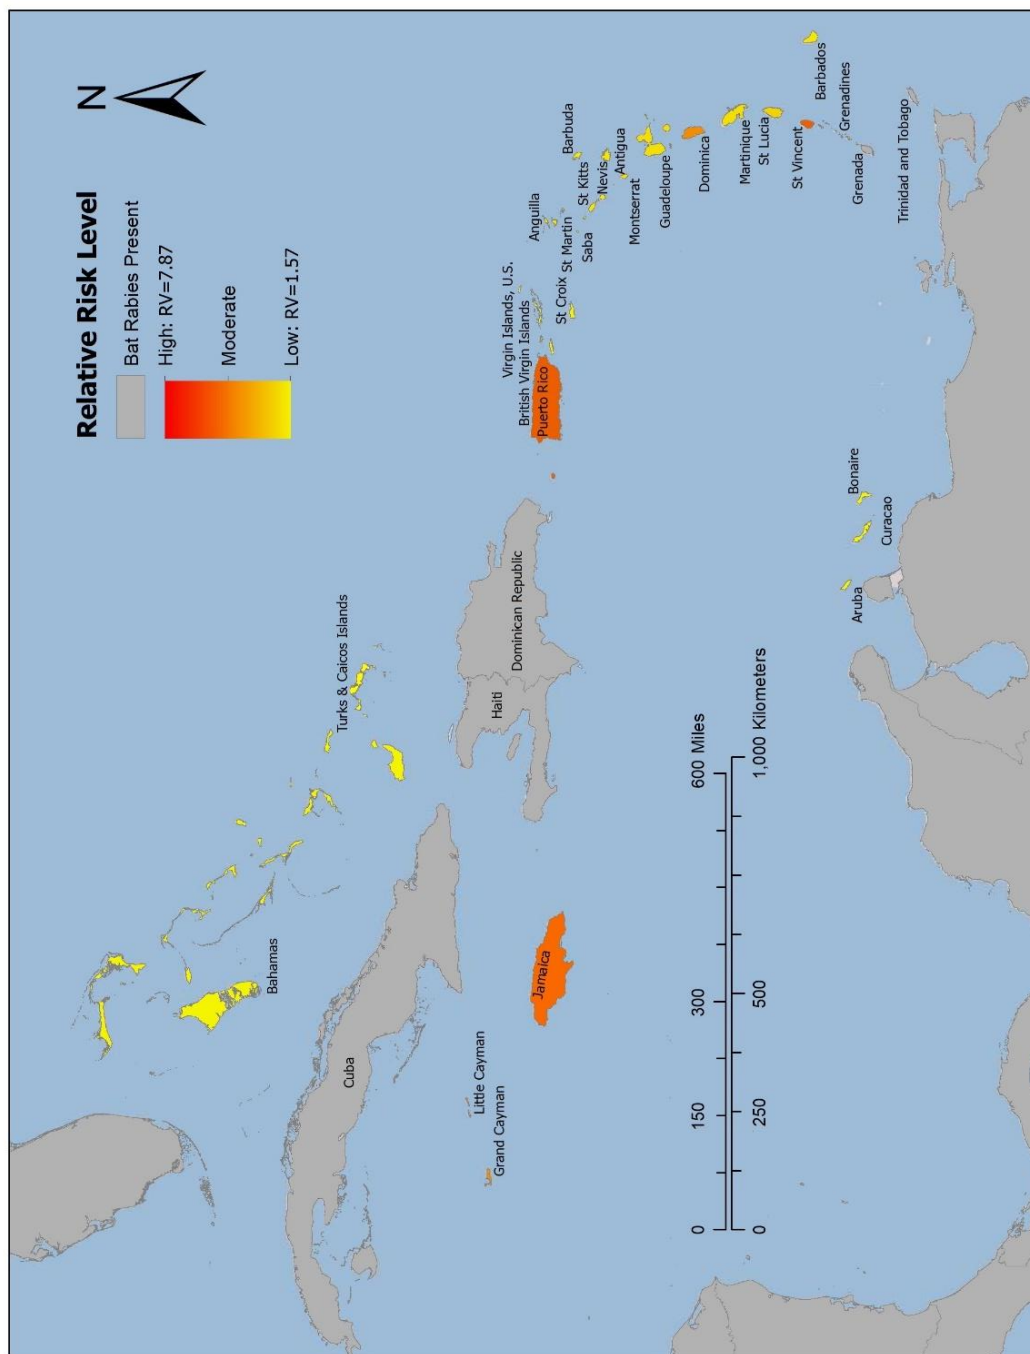 Relative Risk Level
Bat Rabies Present
High: RV=7.87
Moderate
Low: RV=1.57
N
Bahamas
Turks & Caicos Islands
Cuba
Little Cayman
Grand Cayman
Jamaica
Haiti
Dominican Republic
Puerto Rico
British Virgin Islands
Virgin Islands, U.S.
St Croix
Anguilla
St Martin
Saba
Barbuda
St Kitts
Nevis
Antigua
Montserrat
Guadeloupe
Dominica
Martinique
St Lucia
St Vincent
Barbados
Grenadines
Grenada
Trinidad and Tobago
Aruba
Curacao
Bonaire
0 150 300 600 Miles
0 250 500 1,000 Kilometers